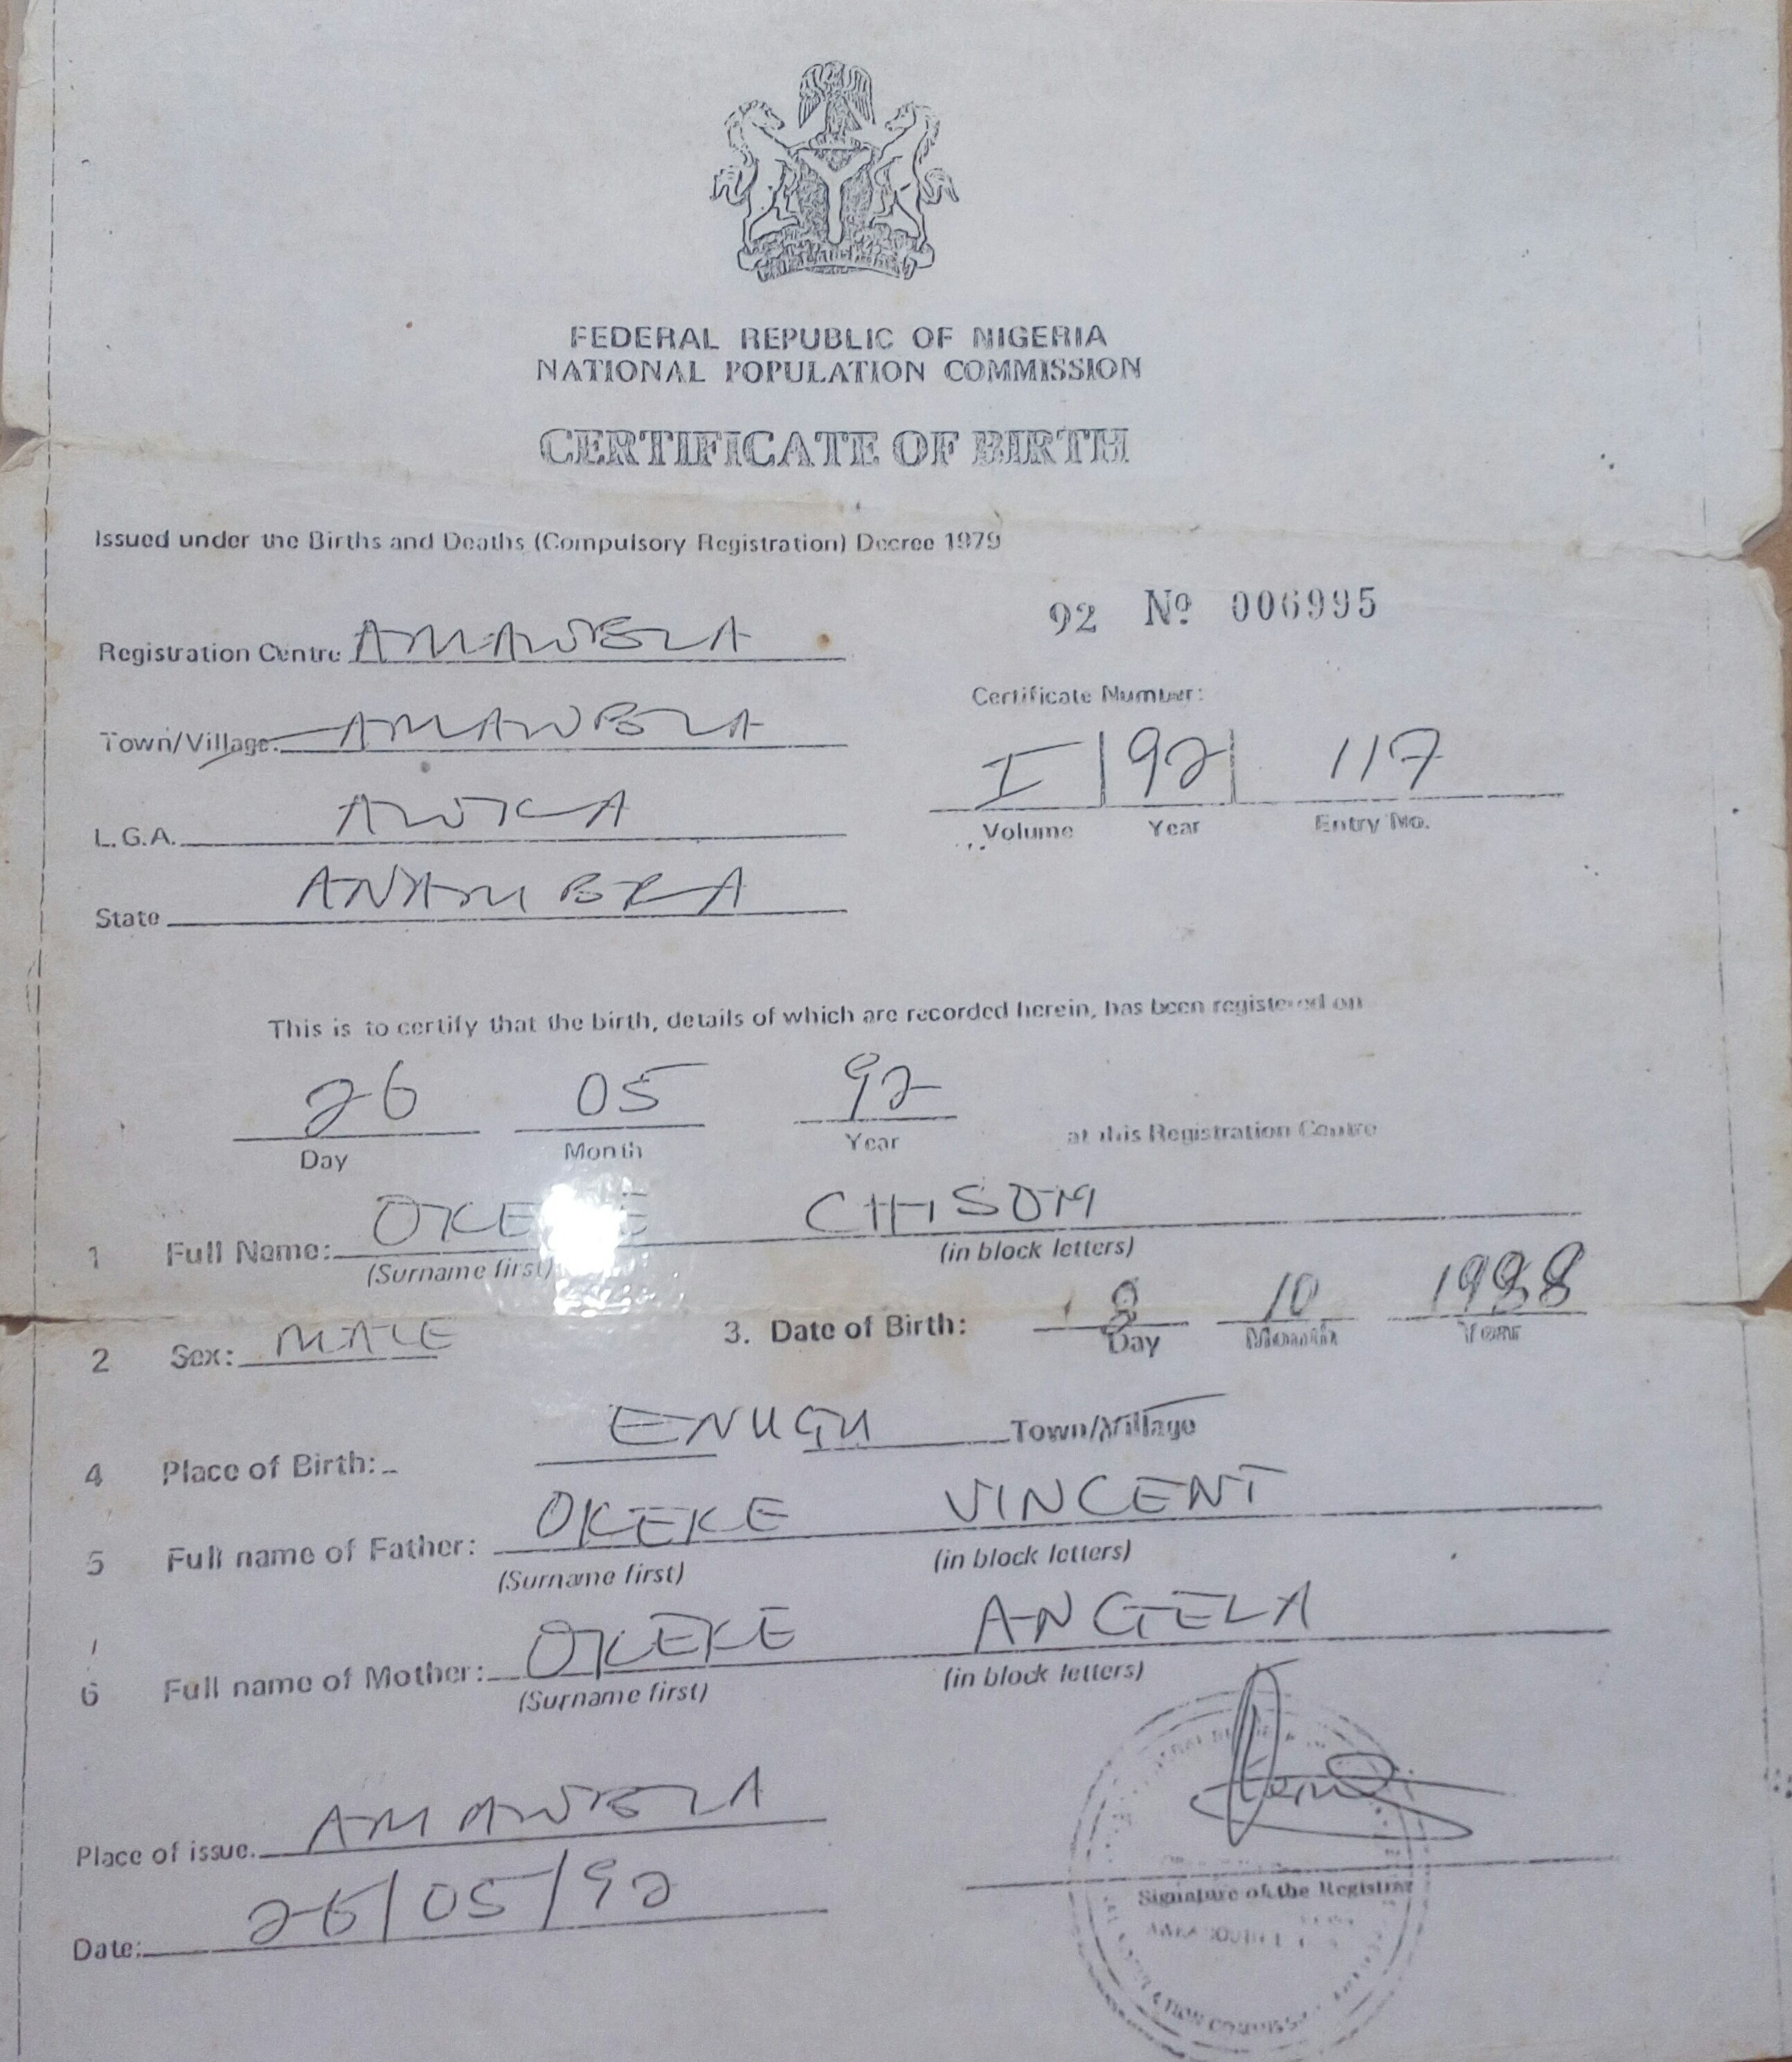 FEDERAL REPUBLIC OF NIGERIA
NATIONAL POPULATION COMMISSION
CERTIFICATE OF BIRTH
Issued under the Births and Deaths (Compulsory Registration) Decree 1979
92 No 006995
Registration Centre AMAWBIA
Town/Village. AMAWBIA
L.G.A. AWKA
State ANAMBRA
Certificate Number:
I | 92 | 117
Volume Year Entry No.
This is to certify that the birth, details of which are recorded herein, has been registered on
26 05 92
Day Month Year at this Registration Centre
1 Full Name: CHISOM
(Surname first) (in block letters)
2 Sex: MALE 3. Date of Birth: 10
Day Month Year
4 Place of Birth: ENUGU Town/Village
5 Full name of Father: OKEKE VINCENT
(Surname first) (in block letters)
6 Full name of Mother: OKEKE ANGELA
(Surname first) (in block letters)
Place of issue. AMAWBIA
Date: 26/05/92
Signature of the Registrar